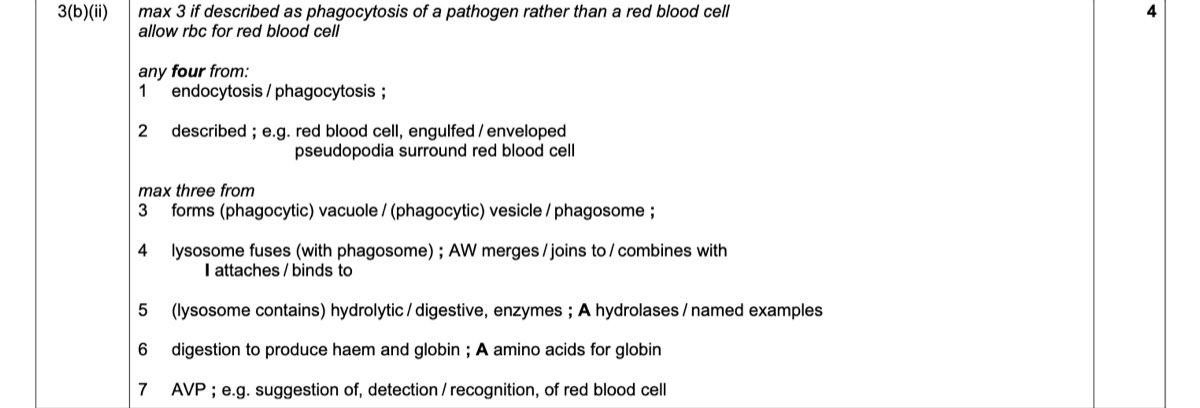 3(b)(ii) max 3 if described as phagocytosis of a pathogen rather than a red blood cell 4
allow rbc for red blood cell
any four from:
1 endocytosis / phagocytosis ;
2 described ; e.g. red blood cell, engulfed / enveloped
pseudopodia surround red blood cell
max three from
3 forms (phagocytic) vacuole / (phagocytic) vesicle / phagosome ;
4 lysosome fuses (with phagosome) ; AW merges / joins to / combines with
I attaches / binds to
5 (lysosome contains) hydrolytic / digestive, enzymes ; A hydrolases / named examples
6 digestion to produce haem and globin ; A amino acids for globin
7 AVP ; e.g. suggestion of, detection / recognition, of red blood cell